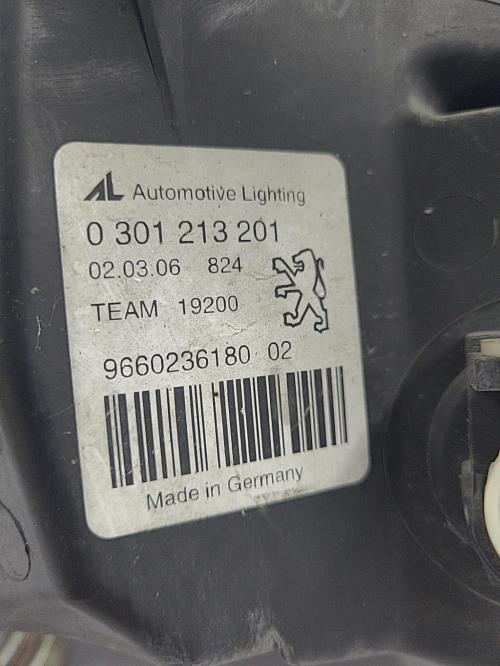 AL Automotive Lighting
0 301 213 201
02.03.06 824
TEAM 19200
9660236180 02
Made in Germany